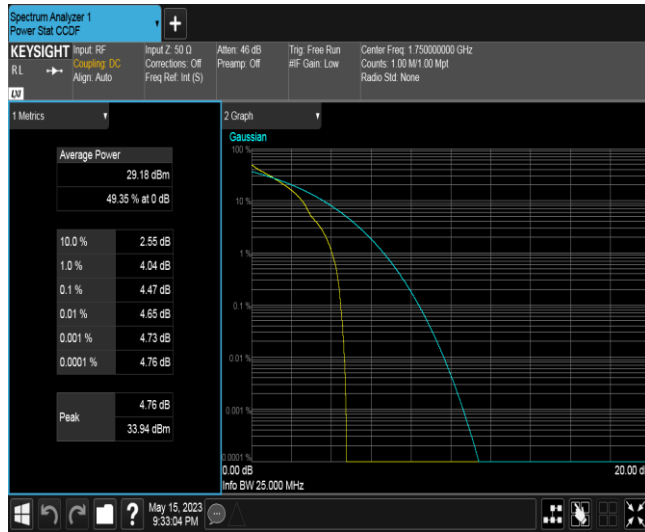 Spectrum Analyzer 1
Power Stat CCDF
+
KEYSIGHT
RL
LXI
Input: RF
Coupling: DC
Align: Auto
Input Z: 50 Ω
Corrections: Off
Freq Ref: Int (S)
Atten: 46 dB
Preamp: Off
Trig: Free Run
#IF Gain: Low
Center Freq: 1.750000000 GHz
Counts: 1.00 M/1.00 Mpt
Radio Std: None
1 Metrics
Average Power
29.18 dBm
49.35 % at 0 dB
10.0 % 2.55 dB
1.0 % 4.04 dB
0.1 % 4.47 dB
0.01 % 4.65 dB
0.001 % 4.73 dB
0.0001 % 4.76 dB
Peak
4.76 dB
33.94 dBm
2 Graph
Gaussian
100 %
10 %
1 %
0.1 %
0.01 %
0.001 %
0.0001 %
0.00 dB
20.00 d
Info BW 25.000 MHz
?
May 15, 2023
9:33:04 PM